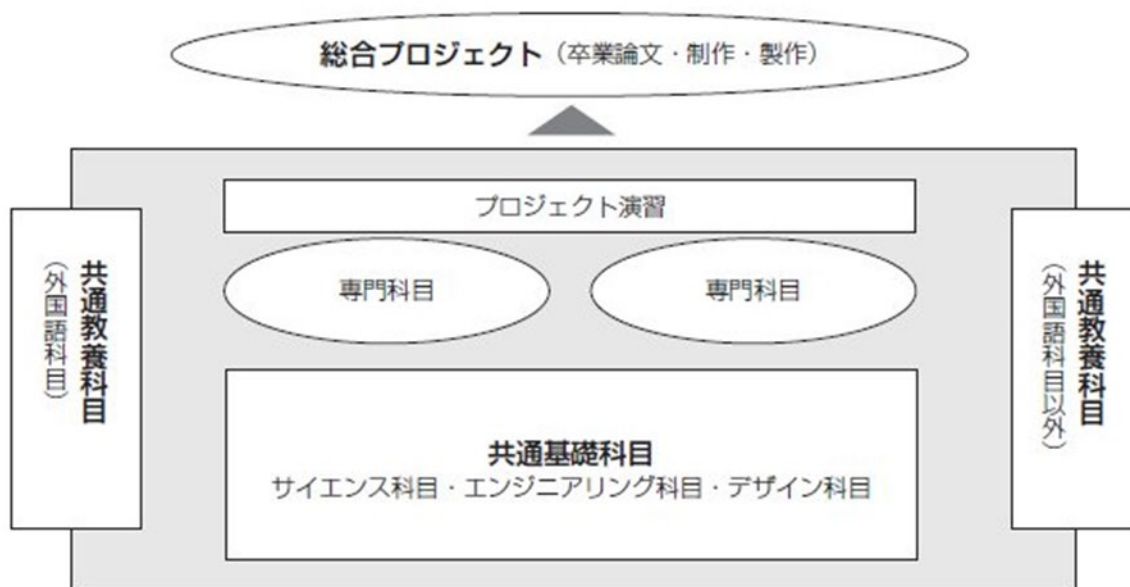 総合プロジェクト（卒業論文・制作・製作）
プロジェクト演習
共通教養科目
（外国語科目）
専門科目
専門科目
共通教養科目
（外国語科目以外）
共通基礎科目
サイエンス科目・エンジニアリング科目・デザイン科目